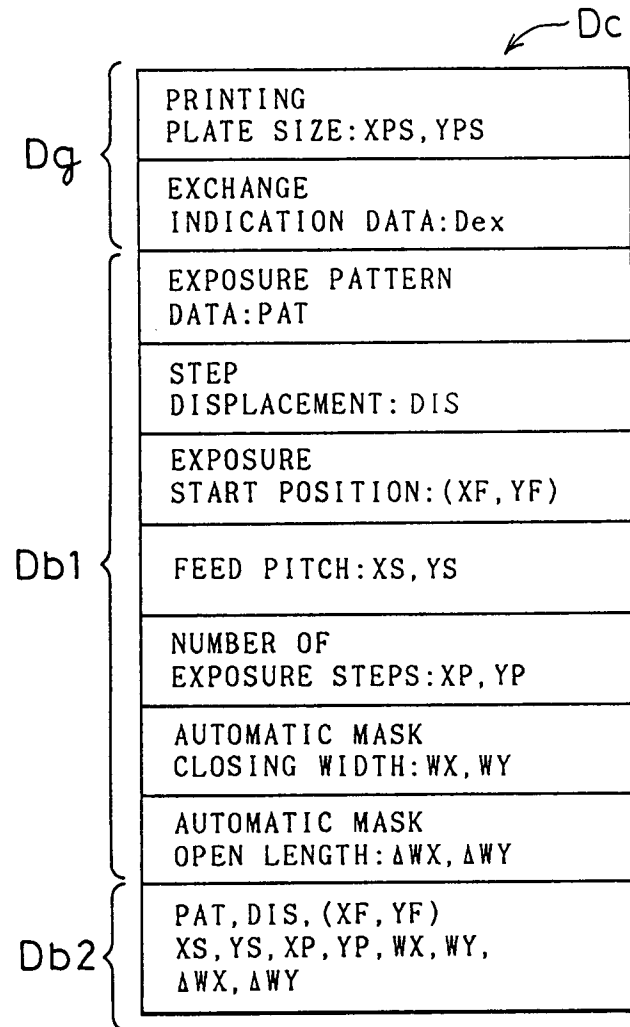 Dc
Dg
PRINTING
PLATE SIZE:XPS,YPS
EXCHANGE
INDICATION DATA:Dex
Db1
EXPOSURE PATTERN
DATA:PAT
STEP
DISPLACEMENT:DIS
EXPOSURE
START POSITION:(XF,YF)
FEED PITCH:XS,YS
NUMBER OF
EXPOSURE STEPS:XP,YP
AUTOMATIC MASK
CLOSING WIDTH:WX,WY
AUTOMATIC MASK
OPEN LENGTH:ΔWX,ΔWY
Db2
PAT,DIS,(XF,YF)
XS,YS,XP,YP,WX,WY,
ΔWX,ΔWY